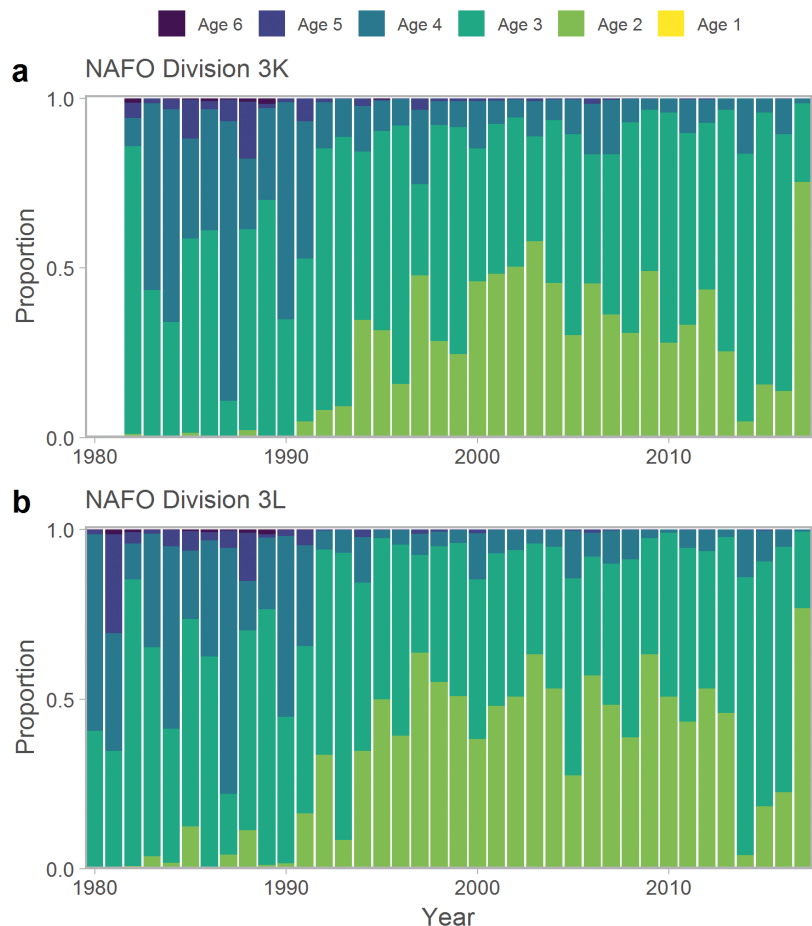 Age 6 Age 5 Age 4 Age 3 Age 2 Age 1
a NAFO Division 3K
1.0
0.5
0.0
Proportion
1980 1990 2000 2010
b NAFO Division 3L
1.0
0.5
0.0
Proportion
1980 1990 2000 2010
Year